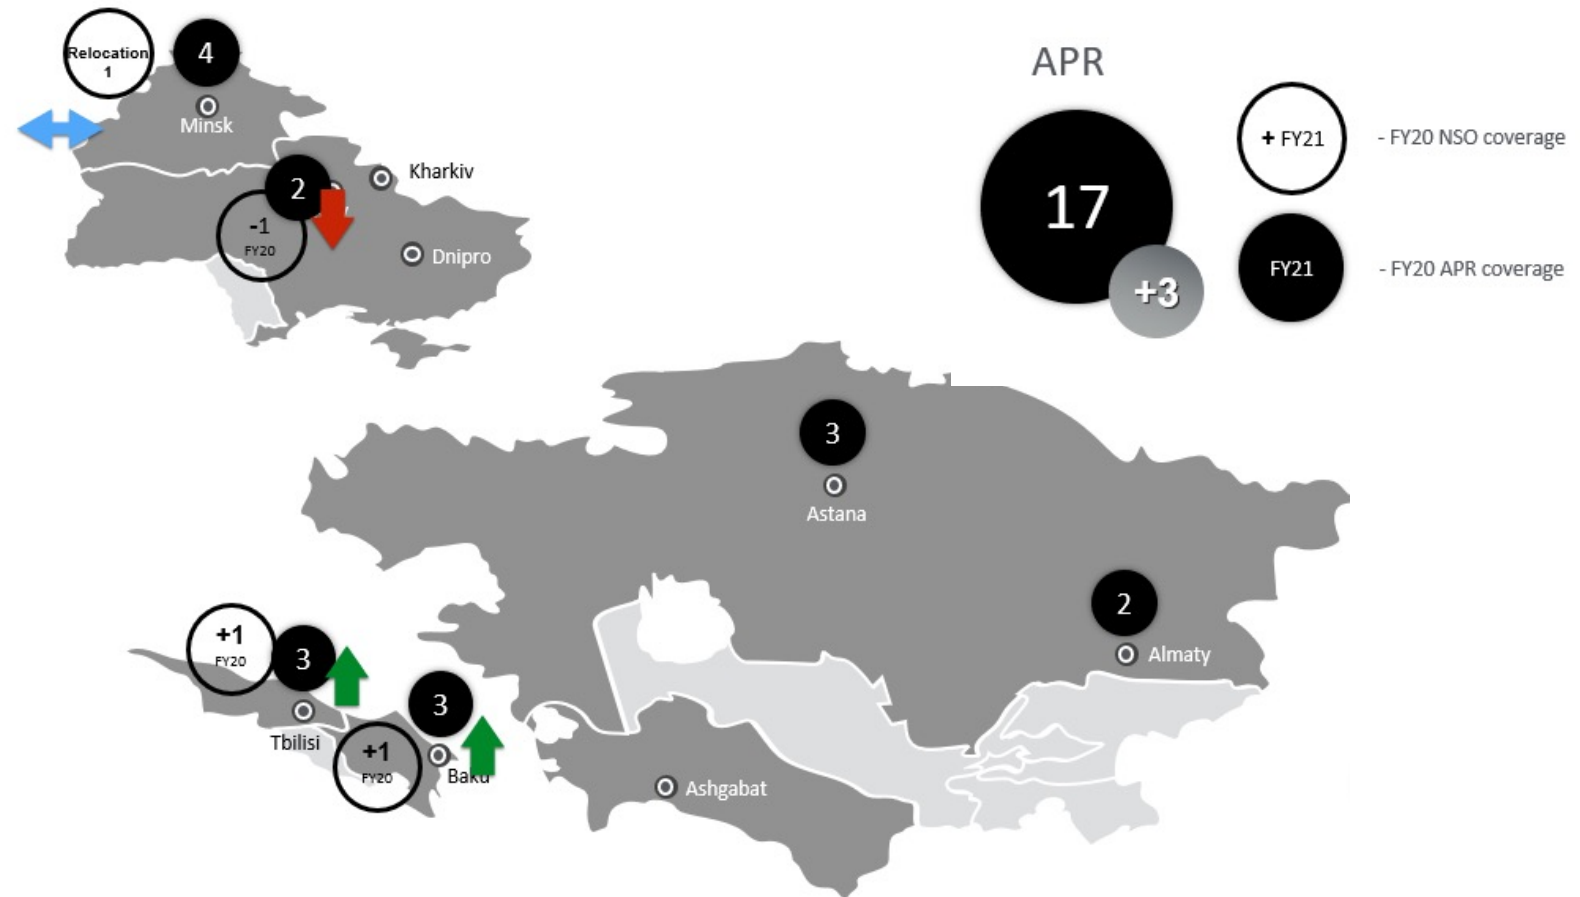 Relocation
1
4
Minsk
2
-1
FY20
Kharkiv
Dnipro
APR
17
+3
+ FY21
- FY20 NSO coverage
FY21
- FY20 APR coverage
3
Astana
2
Almaty
+1
FY20
3
Tbilisi
3
+1
FY20
Baku
Ashgabat